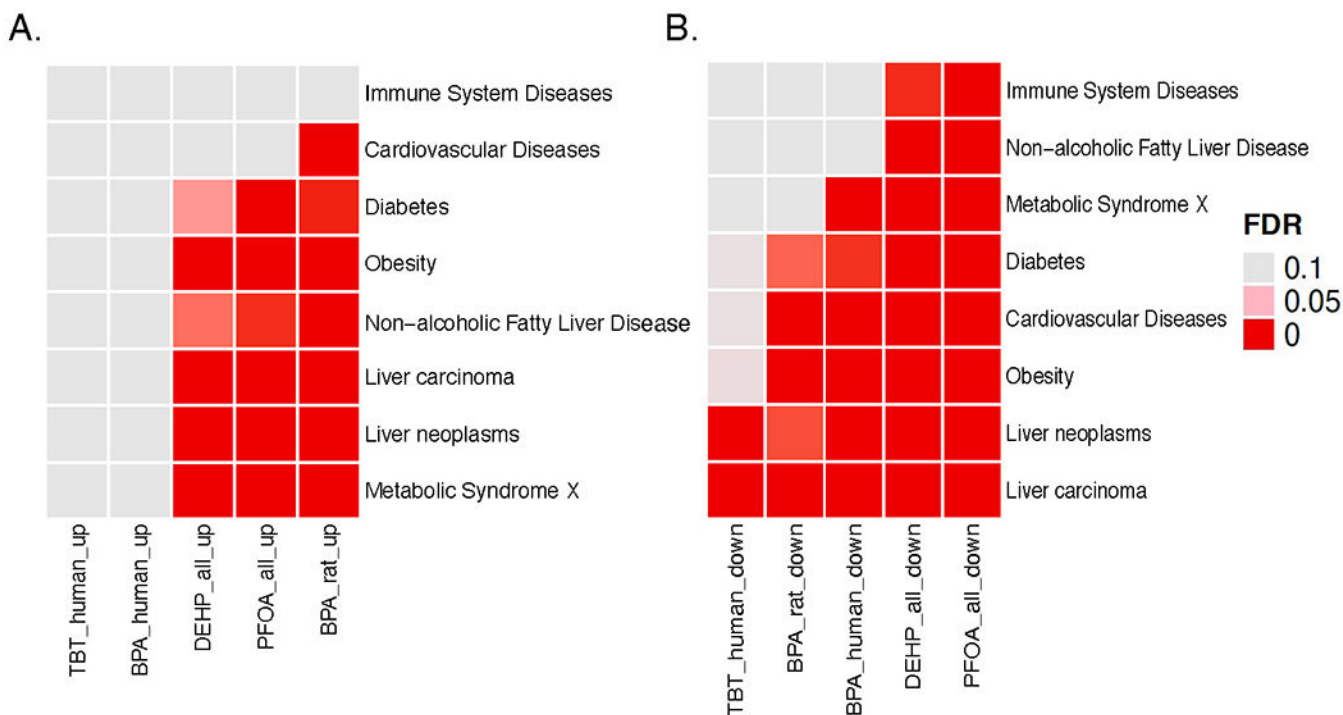 A.
Immune System Diseases
Cardiovascular Diseases
Diabetes
Obesity
Non-alcoholic Fatty Liver Disease
Liver carcinoma
Liver neoplasms
Metabolic Syndrome X
TBT_human_up
BPA_human_up
DEHP_all_up
PFOA_all_up
BPA_rat_up
B.
Immune System Diseases
Non-alcoholic Fatty Liver Disease
Metabolic Syndrome X
Diabetes
Cardiovascular Diseases
Obesity
Liver neoplasms
Liver carcinoma
TBT_human_down
BPA_rat_down
BPA_human_down
DEHP_all_down
PFOA_all_down
FDR
0.1
0.05
0